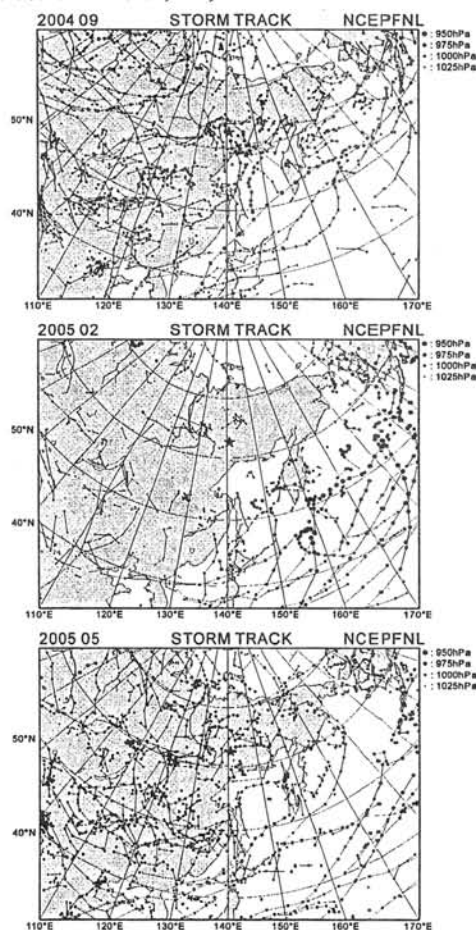 2004 09 STORM TRACK NCEPFNL
: 950hPa
: 975hPa
: 1000hPa
: 1025hPa
50°N
40°N
110°E 120°E 130°E 140°E 150°E 160°E 170°E
2005 02 STORM TRACK NCEPFNL
: 950hPa
: 975hPa
: 1000hPa
: 1025hPa
50°N
40°N
110°E 120°E 130°E 140°E 150°E 160°E 170°E
2005 05 STORM TRACK NCEPFNL
: 950hPa
: 975hPa
: 1000hPa
: 1025hPa
50°N
40°N
110°E 120°E 130°E 140°E 150°E 160°E 170°E